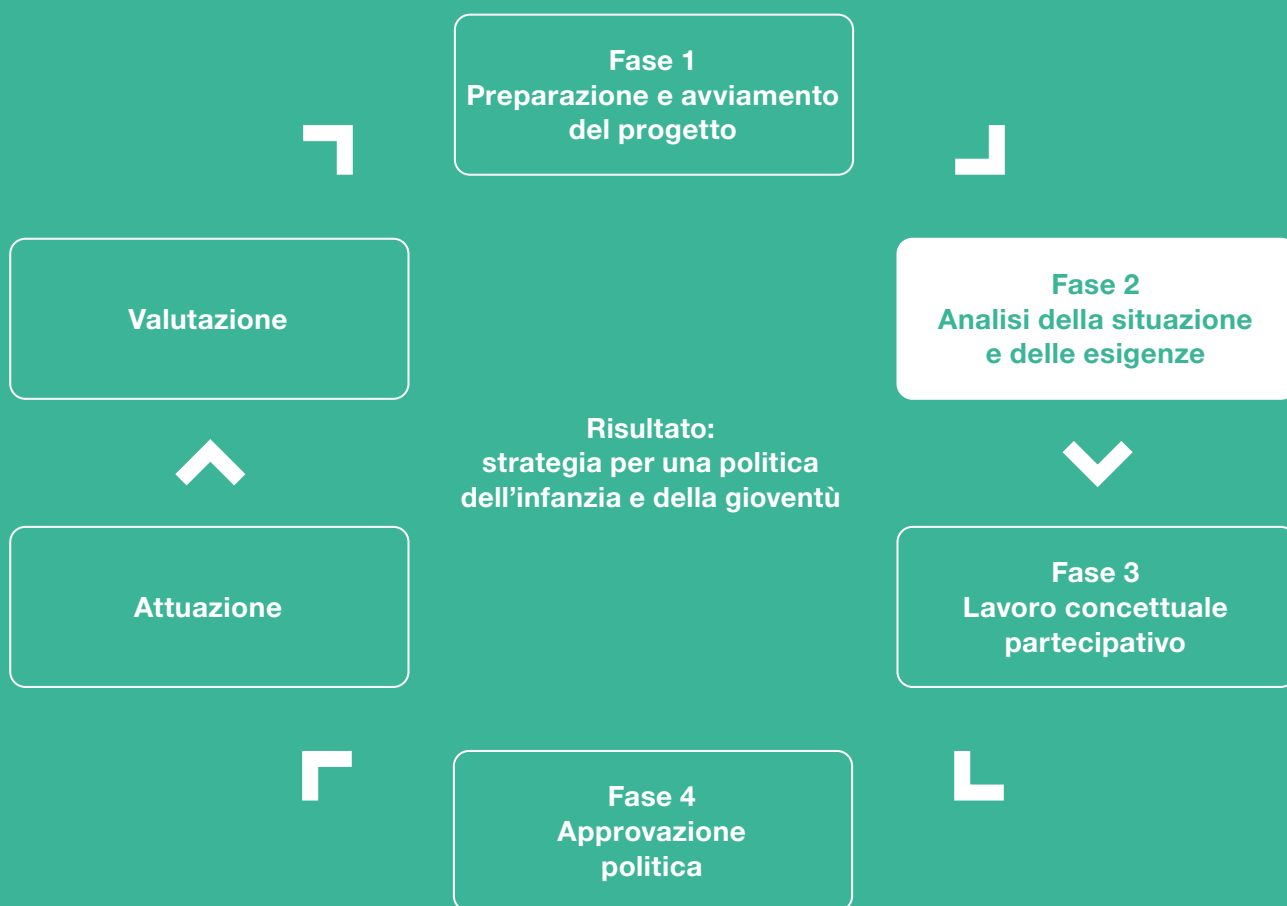 Fase 1
Preparazione e avviamento
del progetto
Valutazione
Fase 2
Analisi della situazione
e delle esigenze
Risultato:
strategia per una politica
dell’infanzia e della gioventù
Attuazione
Fase 3
Lavoro concettuale
partecipativo
Fase 4
Approvazione
politica